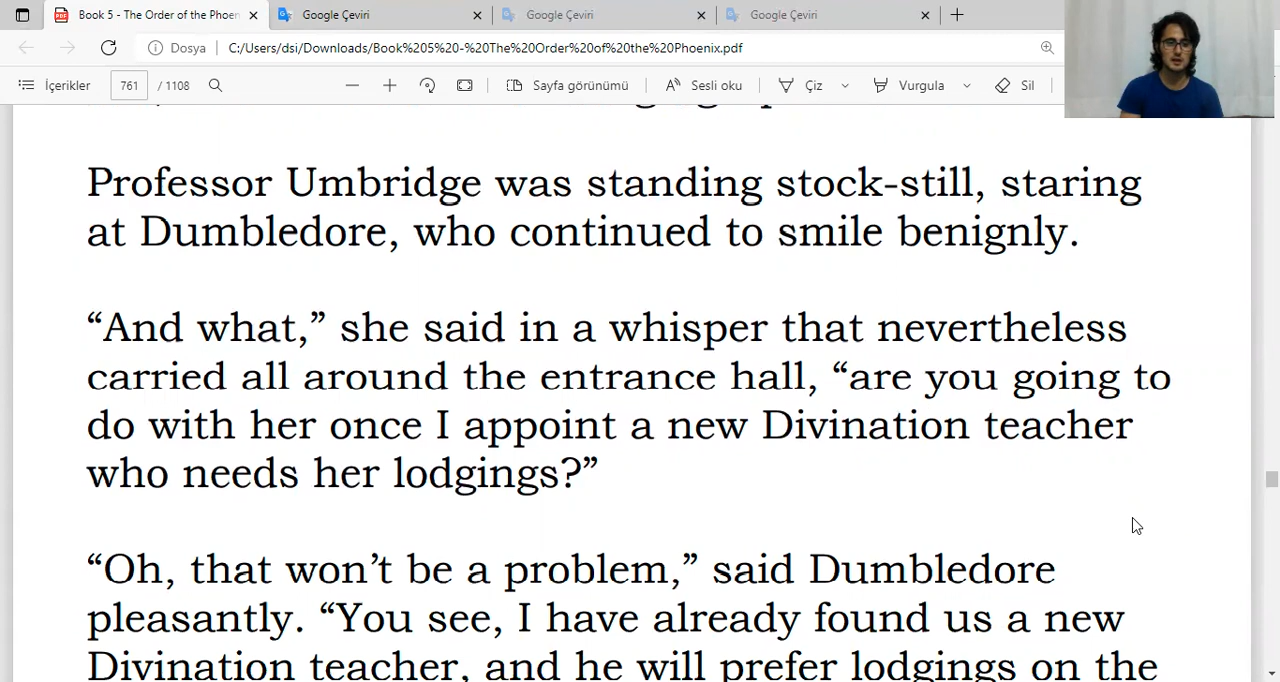 Book 5 - The Order of the Phoen
Google Çeviri
Google Çeviri
Google Çeviri
Dosya
C:/Users/dsi/Downloads/Book%205%20-%20The%20Order%20of%20the%20Phoenix.pdf
İçerikler
761 / 1108
Sayfa görünümü
Sesli oku
Çiz
Vurgula
Sil
Professor Umbridge was standing stock-still, staring
at Dumbledore, who continued to smile benignly.
“And what,” she said in a whisper that nevertheless
carried all around the entrance hall, “are you going to
do with her once I appoint a new Divination teacher
who needs her lodgings?”
“Oh, that won’t be a problem,” said Dumbledore
pleasantly. “You see, I have already found us a new
Divination teacher, and he will prefer lodgings on the